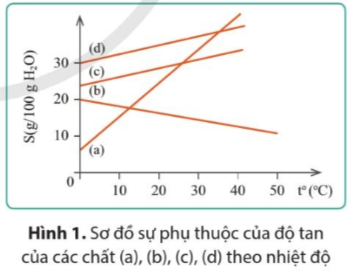 S(g/100 g H₂O)
30
20
10
0
(d)
(c)
(b)
(a)
10 20 30 40 50 t°(°C)
Hình 1. Sơ đồ sự phụ thuộc của độ tan
của các chất (a), (b), (c), (d) theo nhiệt độ